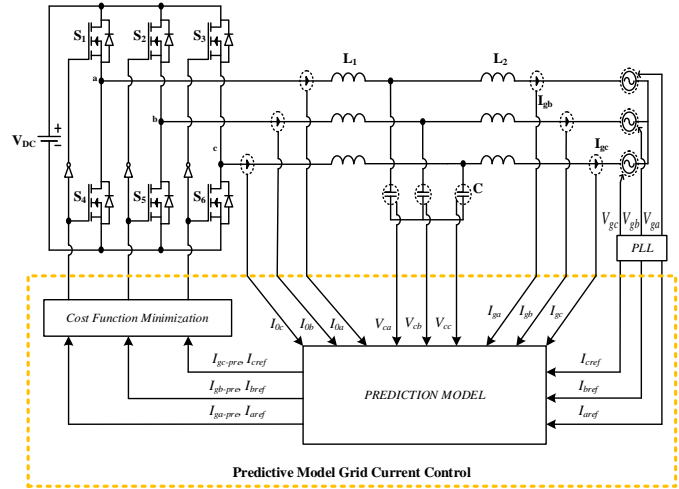 S1
S2
S3
L1
L2
a
Igb
b
VDC
+
-
Igc
c
S4
S5
S6
C
Vgc
Vgb
Vga
PLL
Cost Function Minimization
I0c
I0b
I0a
Vca
Vcb
Vcc
Iga
Igb
Igc
Igc-pre, Icref
Igb-pre, Ibref
Iga-pre, Iaref
PREDICTION MODEL
Icref
Ibref
Iaref
Predictive Model Grid Current Control